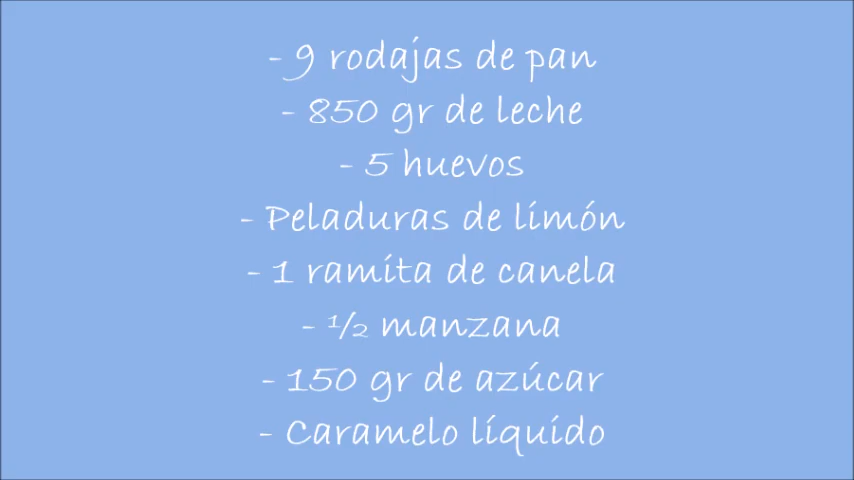 - 9 rodajas de pan
- 850 gr de leche
- 5 huevos
- Peladuras de limón
- 1 ramita de canela
- ½ manzana
- 150 gr de azúcar
- Caramelo líquido